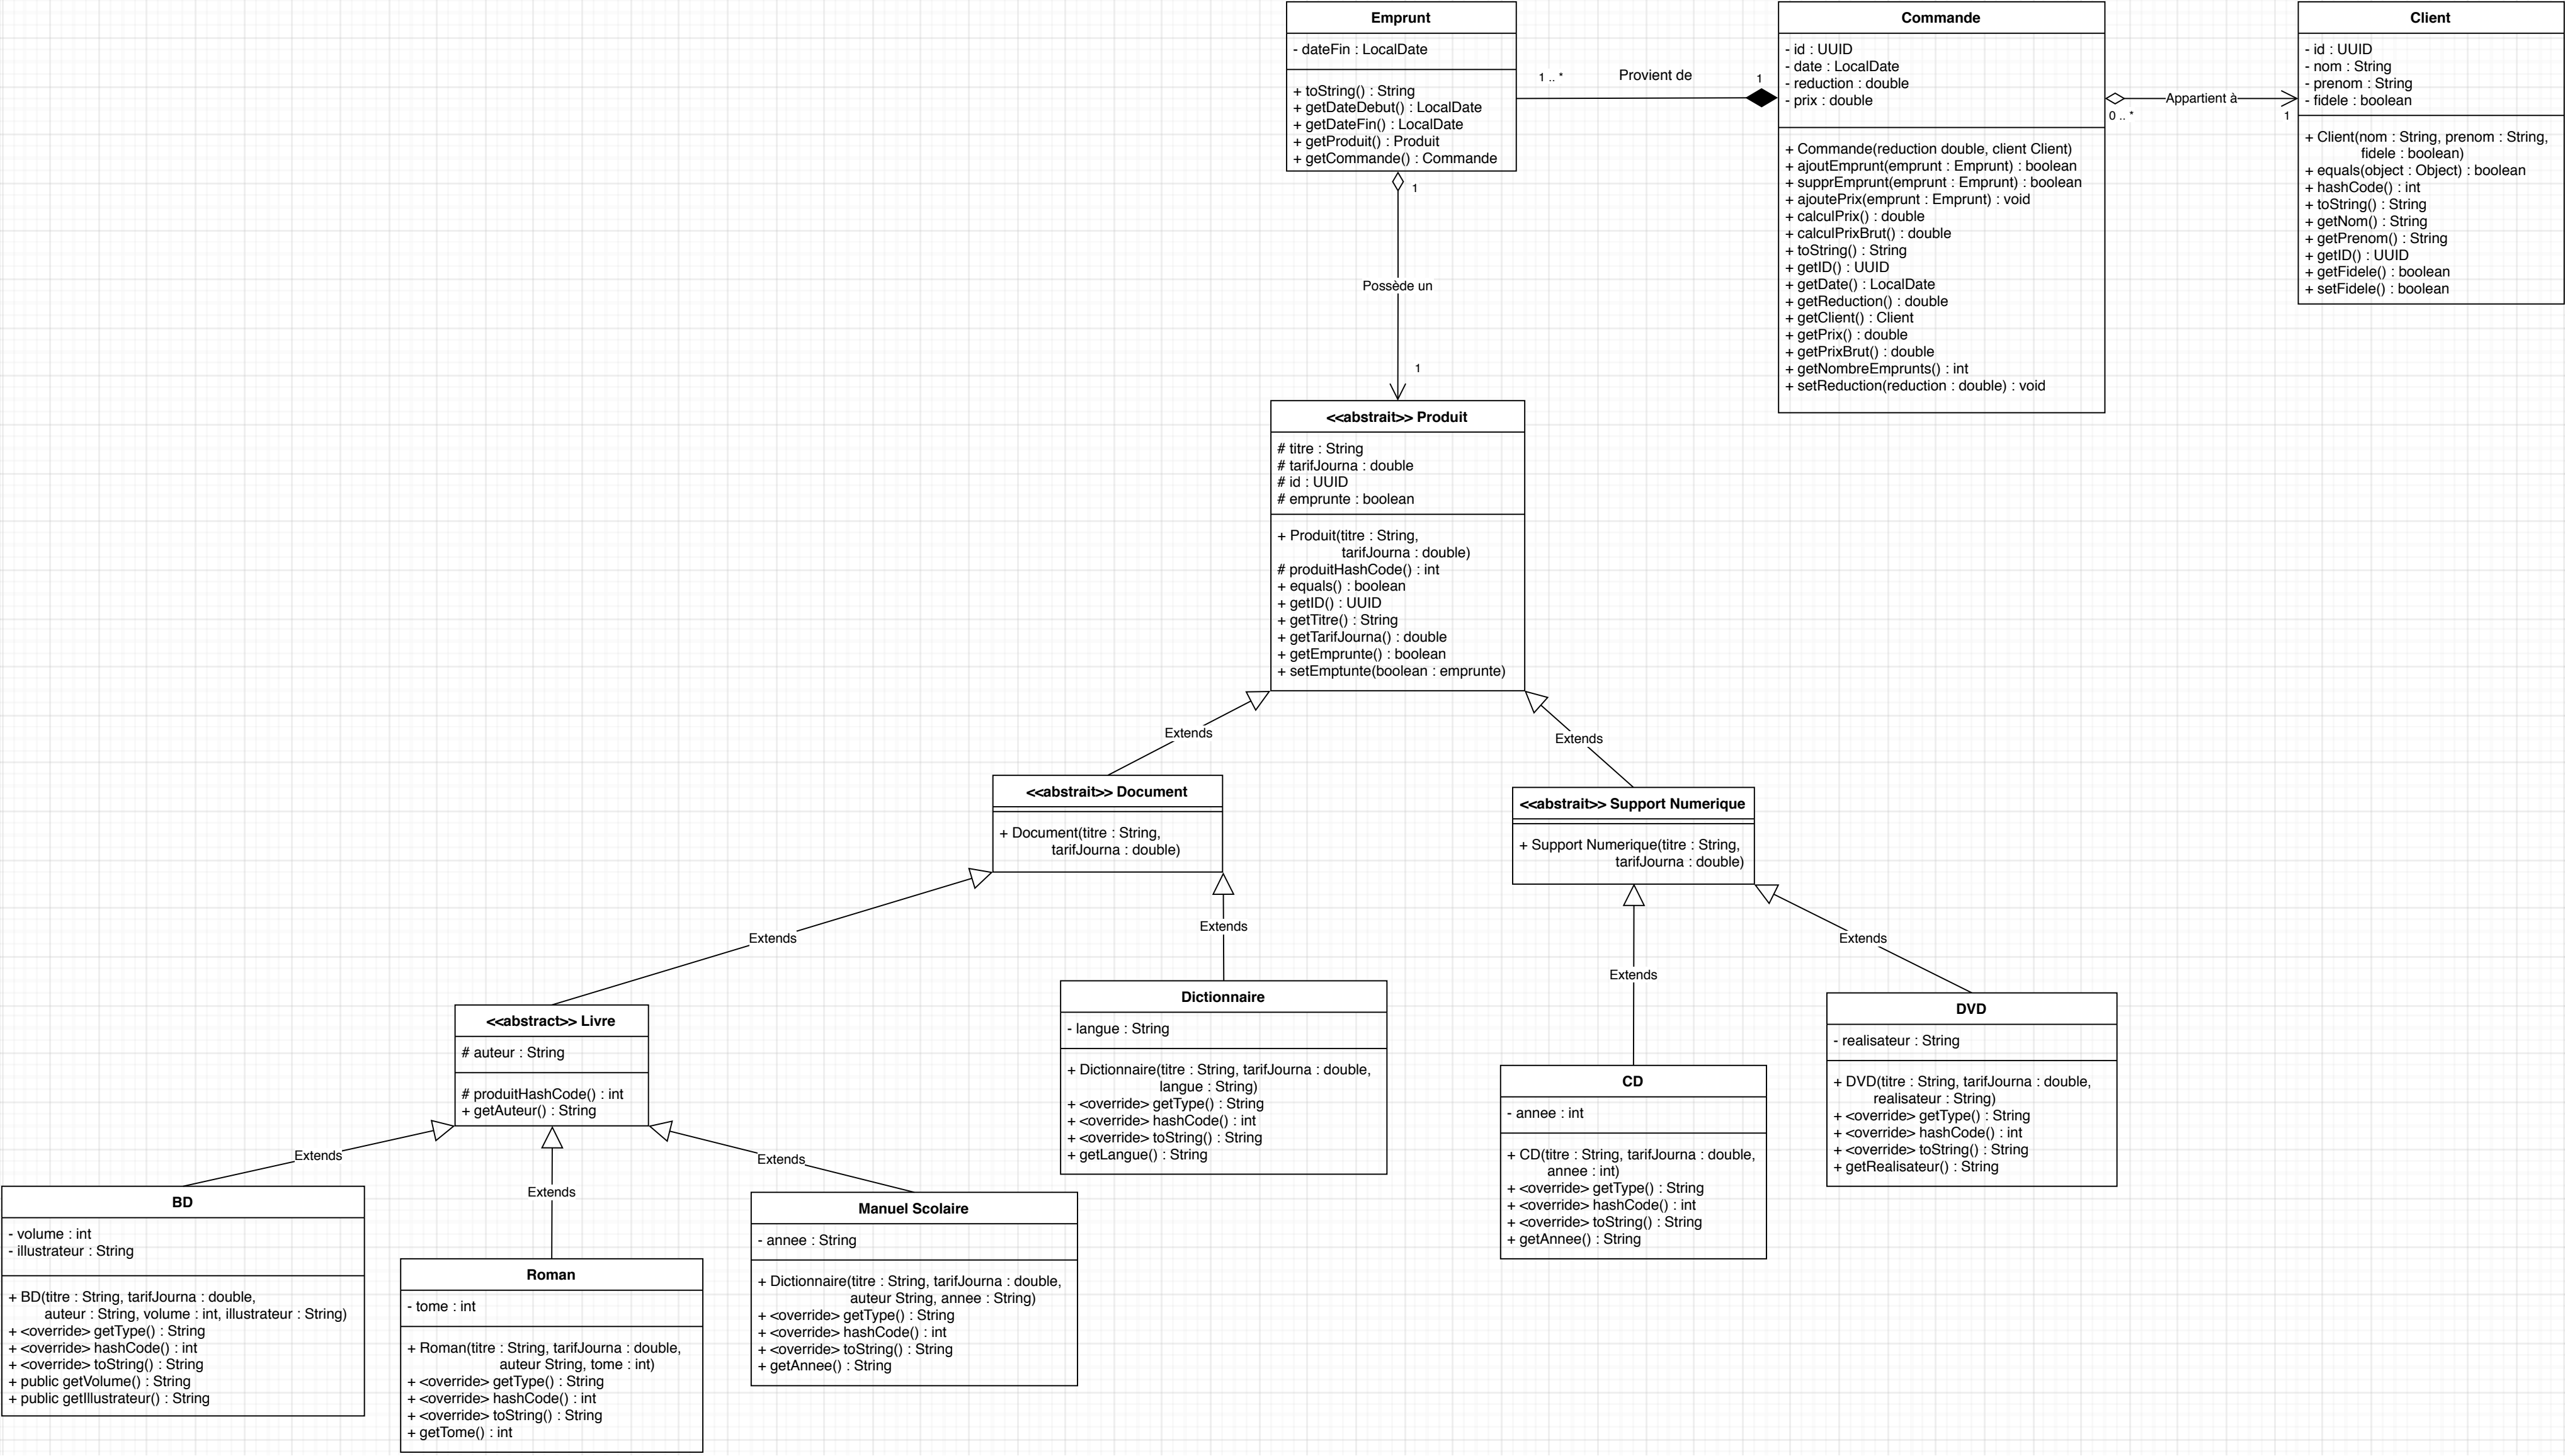 Emprunt
- dateFin : LocalDate
+ toString() : String
+ getDateDebut() : LocalDate
+ getDateFin() : LocalDate
+ getProduit() : Produit
+ getCommande() : Commande
1 .. *
Provient de
1
Commande
- id : UUID
- date : LocalDate
- reduction : double
- prix : double
+ Commande(reduction double, client Client)
+ ajoutEmprunt(emprunt : Emprunt) : boolean
+ supprEmprunt(emprunt : Emprunt) : boolean
+ ajoutePrix(emprunt : Emprunt) : void
+ calculPrix() : double
+ calculPrixBrut() : double
+ toString() : String
+ getID() : UUID
+ getDate() : LocalDate
+ getReduction() : double
+ getClient() : Client
+ getPrix() : double
+ getPrixBrut() : double
+ getNombreEmprunts() : int
+ setReduction(reduction : double) : void
0 .. *
Appartient à
1
Client
- id : UUID
- nom : String
- prenom : String
- fidele : boolean
+ Client(nom : String, prenom : String,
fidele : boolean)
+ equals(object : Object) : boolean
+ hashCode() : int
+ toString() : String
+ getNom() : String
+ getPrenom() : String
+ getID() : UUID
+ getFidele() : boolean
+ setFidele() : boolean
1
Possède un
1
<<abstrait>> Produit
# titre : String
# tarifJourna : double
# id : UUID
# emprunte : boolean
+ Produit(titre : String,
tarifJourna : double)
# produitHashCode() : int
+ equals() : boolean
+ getID() : UUID
+ getTitre() : String
+ getTarifJourna() : double
+ getEmprunte() : boolean
+ setEmptunte(boolean : emprunte)
Extends
Extends
<<abstrait>> Document
+ Document(titre : String,
tarifJourna : double)
<<abstrait>> Support Numerique
+ Support Numerique(titre : String,
tarifJourna : double)
Extends
Extends
Extends
Extends
<<abstract>> Livre
# auteur : String
# produitHashCode() : int
+ getAuteur() : String
Dictionnaire
- langue : String
+ Dictionnaire(titre : String, tarifJourna : double,
langue : String)
+ <override> getType() : String
+ <override> hashCode() : int
+ <override> toString() : String
+ getLangue() : String
CD
- annee : int
+ CD(titre : String, tarifJourna : double,
annee : int)
+ <override> getType() : String
+ <override> hashCode() : int
+ <override> toString() : String
+ getAnnee() : String
DVD
- realisateur : String
+ DVD(titre : String, tarifJourna : double,
realisateur : String)
+ <override> getType() : String
+ <override> hashCode() : int
+ <override> toString() : String
+ getRealisateur() : String
Extends
Extends
Extends
BD
- volume : int
- illustrateur : String
+ BD(titre : String, tarifJourna : double,
auteur : String, volume : int, illustrateur : String)
+ <override> getType() : String
+ <override> hashCode() : int
+ <override> toString() : String
+ public getVolume() : String
+ public getIllustrateur() : String
Roman
- tome : int
+ Roman(titre : String, tarifJourna : double,
auteur String, tome : int)
+ <override> getType() : String
+ <override> hashCode() : int
+ <override> toString() : String
+ getTome() : int
Manuel Scolaire
- annee : String
+ Dictionnaire(titre : String, tarifJourna : double,
auteur String, annee : String)
+ <override> getType() : String
+ <override> hashCode() : int
+ <override> toString() : String
+ getAnnee() : String